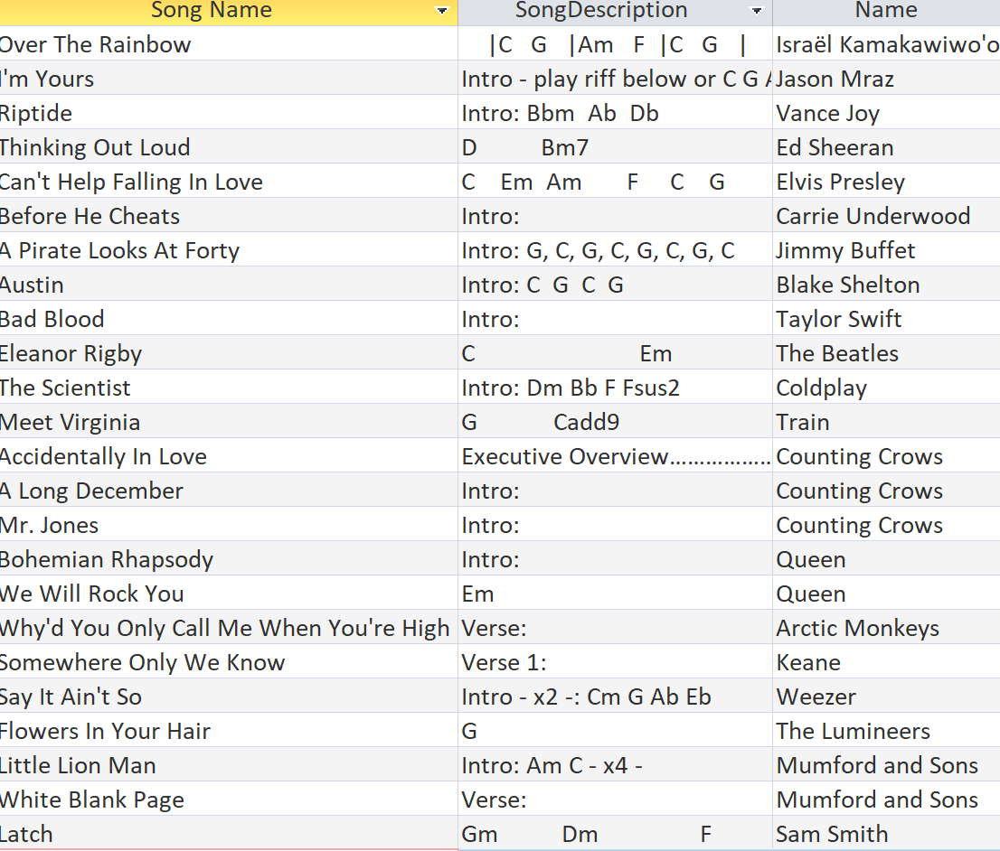 Song Name SongDescription Name
Over The Rainbow |C G |Am F |C G | Israël Kamakawiwo'o
I'm Yours Intro - play riff below or C G A Jason Mraz
Riptide Intro: Bbm Ab Db Vance Joy
Thinking Out Loud D Bm7 Ed Sheeran
Can't Help Falling In Love C Em Am F C G Elvis Presley
Before He Cheats Intro: Carrie Underwood
A Pirate Looks At Forty Intro: G, C, G, C, G, C, G, C Jimmy Buffet
Austin Intro: C G C G Blake Shelton
Bad Blood Intro: Taylor Swift
Eleanor Rigby C Em The Beatles
The Scientist Intro: Dm Bb F Fsus2 Coldplay
Meet Virginia G Cadd9 Train
Accidentally In Love Executive Overview................. Counting Crows
A Long December Intro: Counting Crows
Mr. Jones Intro: Counting Crows
Bohemian Rhapsody Intro: Queen
We Will Rock You Em Queen
Why'd You Only Call Me When You're High Verse: Arctic Monkeys
Somewhere Only We Know Verse 1: Keane
Say It Ain't So Intro - x2 -: Cm G Ab Eb Weezer
Flowers In Your Hair G The Lumineers
Little Lion Man Intro: Am C - x4 - Mumford and Sons
White Blank Page Verse: Mumford and Sons
Latch Gm Dm F Sam Smith